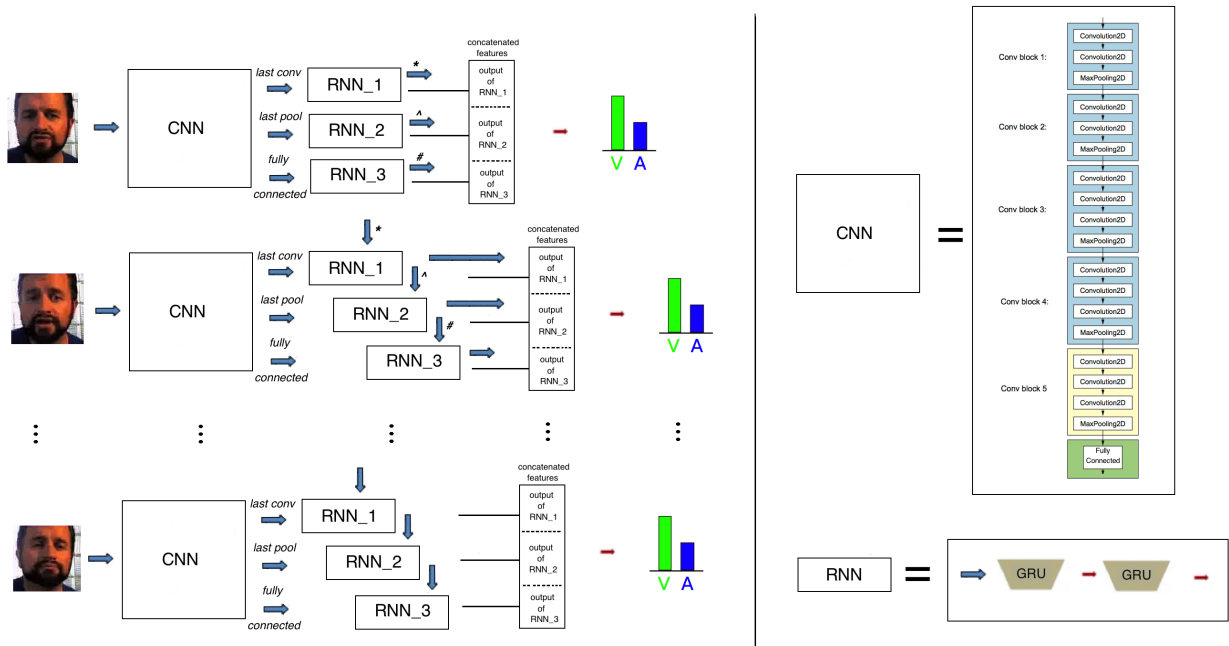 concatenated
features
last conv
RNN_1
*
output
of
RNN_1
CNN
last pool
RNN_2
^
output
of
RNN_2
fully
connected
RNN_3
#
output
of
RNN_3
V A
*
concatenated
features
last conv
RNN_1
output
of
RNN_1
^
CNN
last pool
RNN_2
output
of
RNN_2
#
fully
connected
RNN_3
output
of
RNN_3
V A
concatenated
features
last conv
RNN_1
output
of
RNN_1
CNN
last pool
RNN_2
output
of
RNN_2
fully
connected
RNN_3
output
of
RNN_3
V A
CNN
=
Conv block 1:
Convolution2D
Convolution2D
MaxPooling2D
Conv block 2:
Convolution2D
Convolution2D
MaxPooling2D
Conv block 3:
Convolution2D
Convolution2D
Convolution2D
MaxPooling2D
Conv block 4:
Convolution2D
Convolution2D
Convolution2D
MaxPooling2D
Conv block 5
Convolution2D
Convolution2D
Convolution2D
MaxPooling2D
Fully
Connected
RNN
=
GRU
GRU